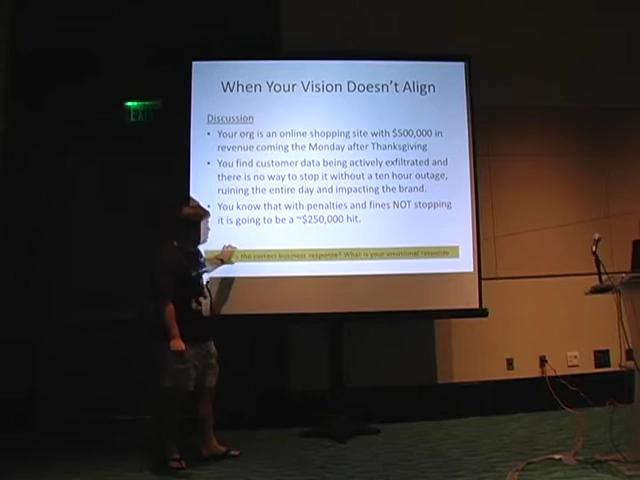 When Your Vision Doesn't Align
EXIT
Discussion
• Your org is an online shopping site with $500,000 in
revenue coming the Monday after Thanksgiving
• You find customer data being actively exfiltrated and
there is no way to stop it without a ten hour outage,
ruining the entire day and impacting the brand.
• You know that with penalties and fines NOT stopping
it is going to be a ~$250,000 hit.
the correct business response? What is your emotional response